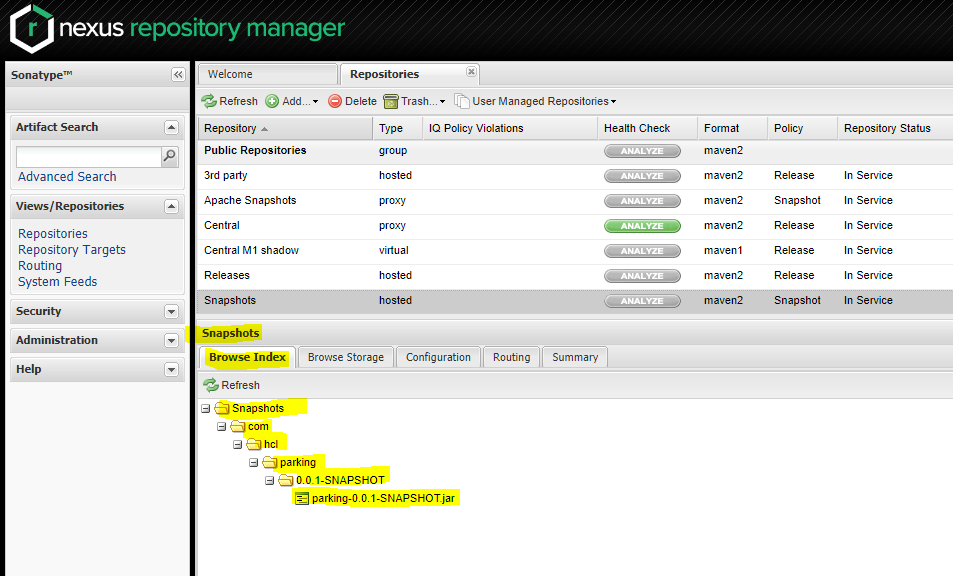 nexus repository manager
Sonatype™
Welcome
Repositories
Refresh Add... Delete Trash... User Managed Repositories
Artifact Search
Advanced Search
Views/Repositories
Repositories
Repository Targets
Routing
System Feeds
Security
Administration
Help
Repository Type IQ Policy Violations Health Check Format Policy Repository Status
Public Repositories group ANALYZE maven2
3rd party hosted ANALYZE maven2 Release In Service
Apache Snapshots proxy ANALYZE maven2 Snapshot In Service
Central proxy ANALYZE maven2 Release In Service
Central M1 shadow virtual ANALYZE maven1 Release In Service
Releases hosted ANALYZE maven2 Release In Service
Snapshots hosted ANALYZE maven2 Snapshot In Service
Snapshots
Browse Index Browse Storage Configuration Routing Summary
Refresh
Snapshots
com
hcl
parking
0.0.1-SNAPSHOT
parking-0.0.1-SNAPSHOT.jar